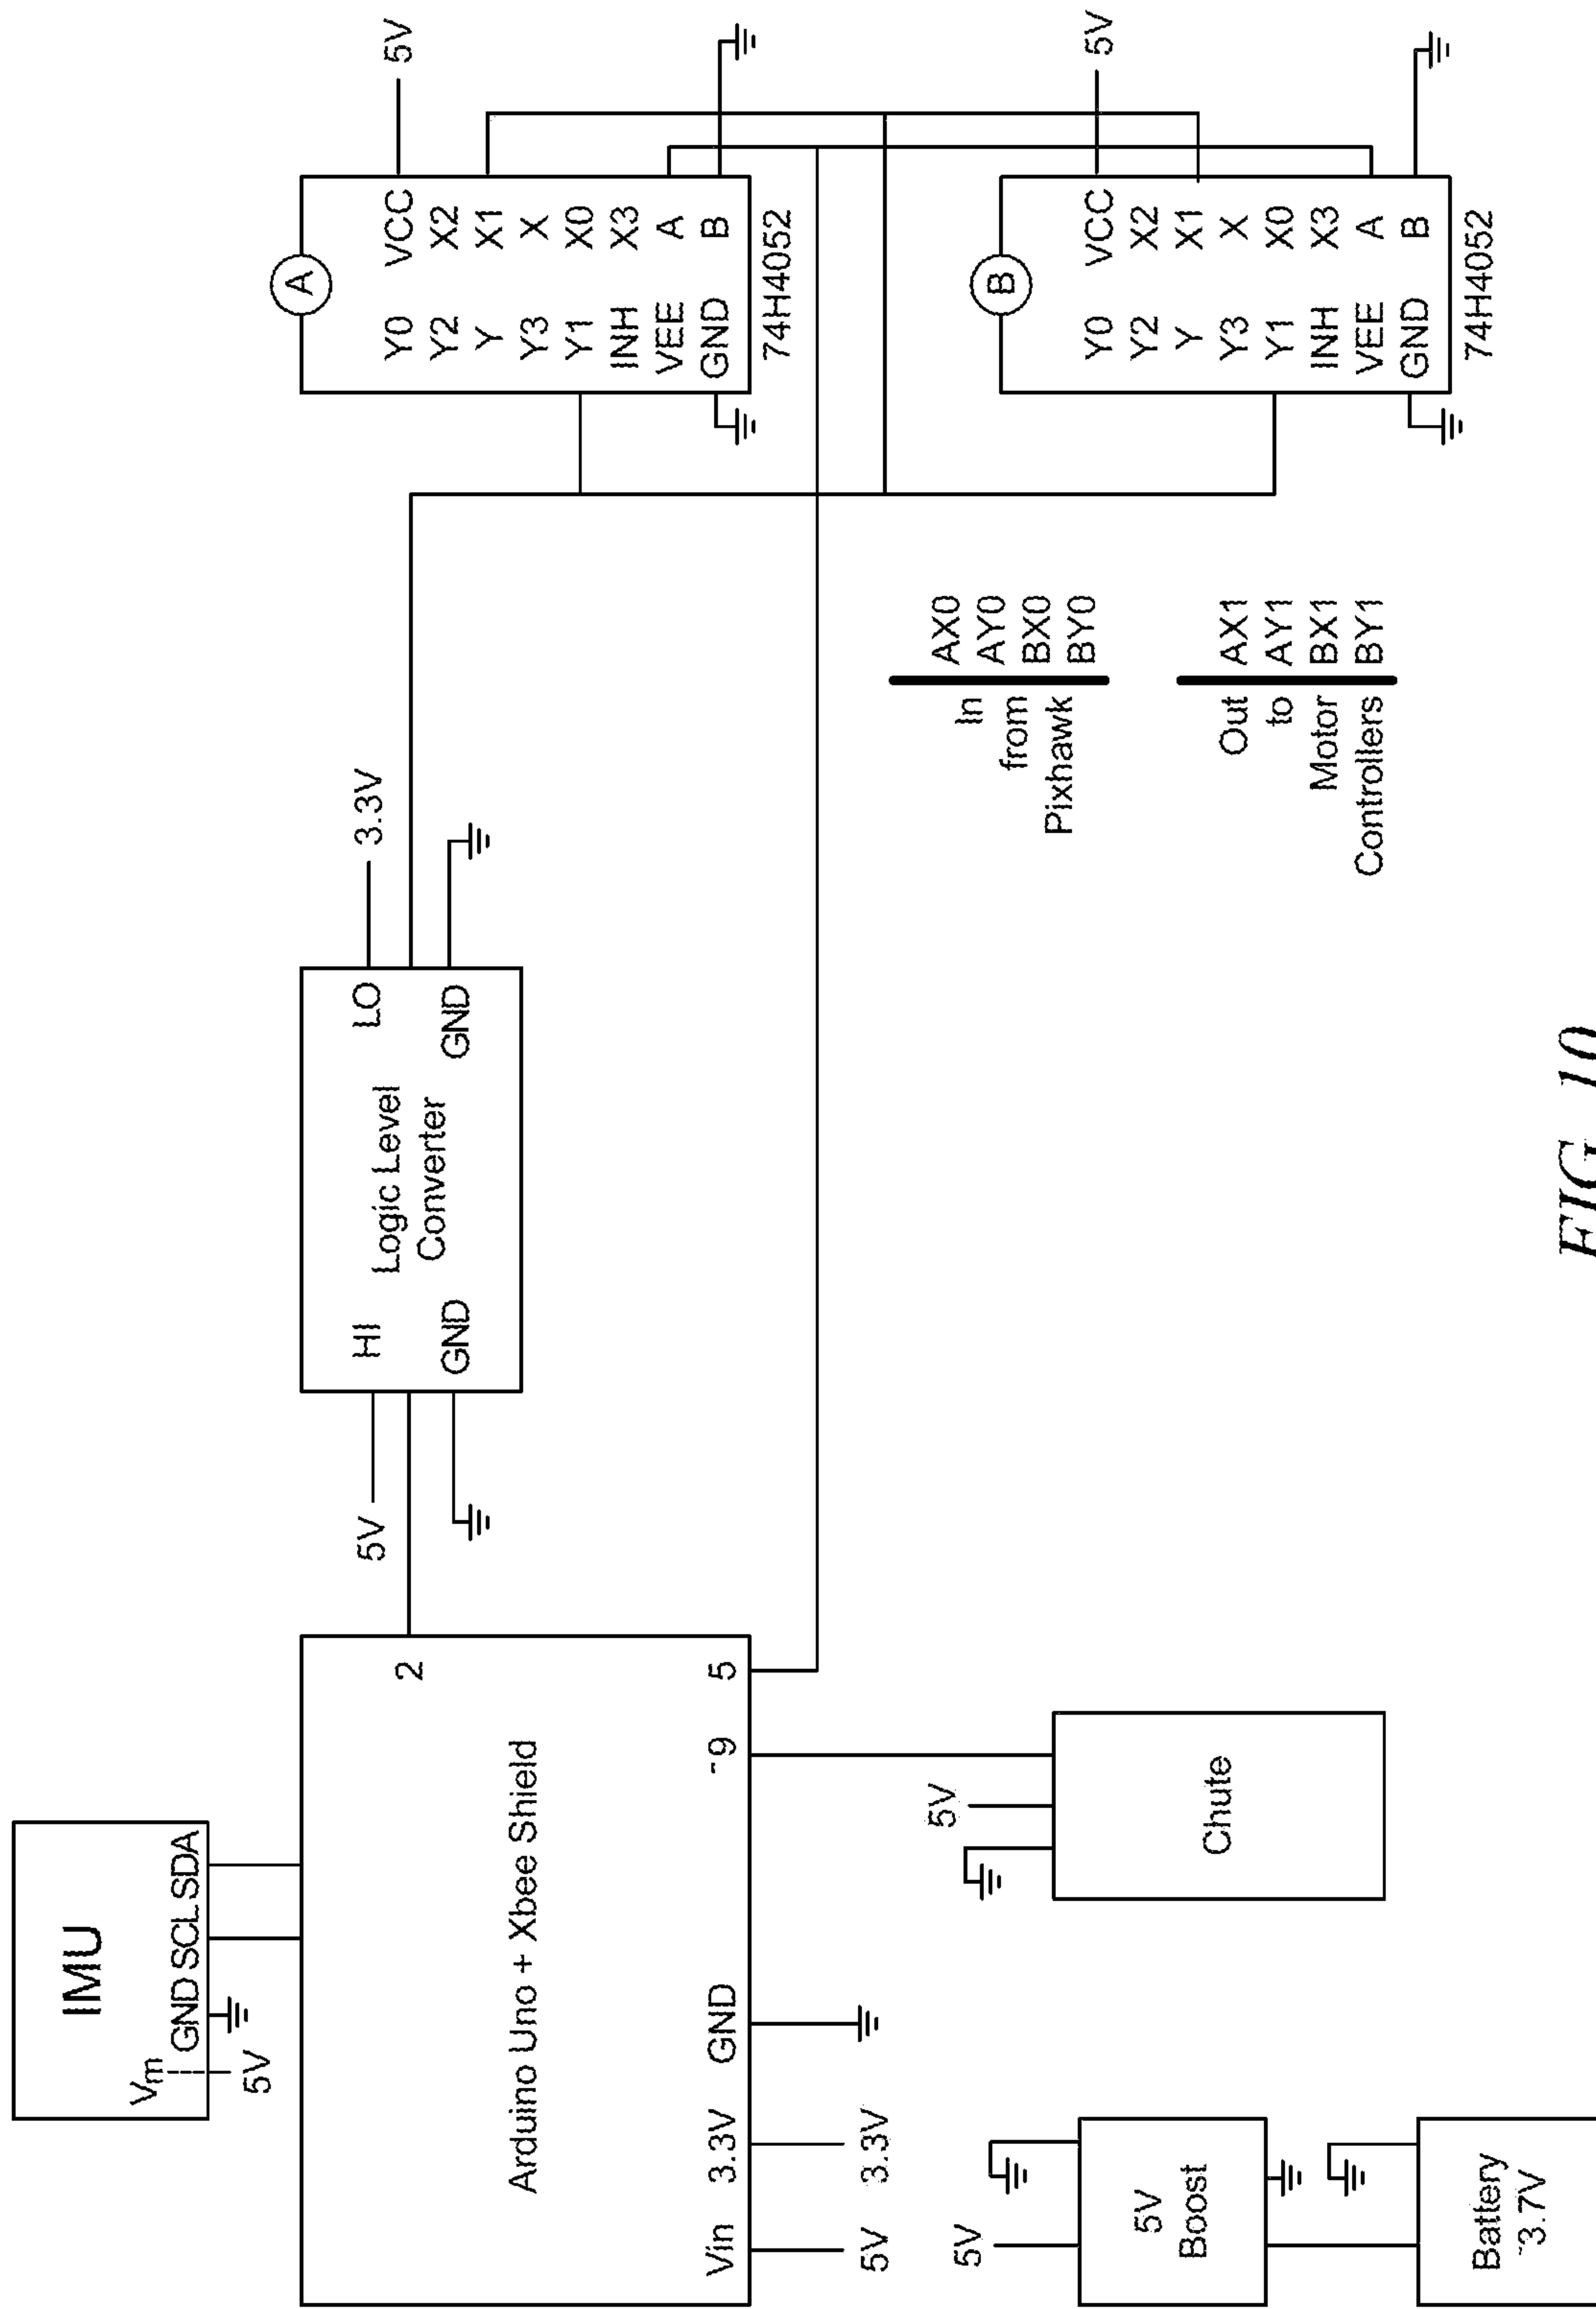 IMU
Vm
GND SCL SDA
5V
Arduino Uno + Xbee Shield
2
Vin
3.3V
GND
~9
5
5V
3.3V
5V
HI
LO
3.3V
Logic Level
Converter
GND
GND
A
Y0 VCC
Y2 X2
Y X1
Y3 X
Y1 X0
INH X3
VEE A
GND B
74H4052
5V
B
Y0 VCC
Y2 X2
Y X1
Y3 X
Y1 X0
INH X3
VEE A
GND B
74H4052
5V
In
from
Pixhawk
AX0
AY0
BX0
BY0
Out
to
Motor
Controllers
AX1
AY1
BX1
BY1
5V
Chute
5V
5V
Boost
Battery
~3.7V
FIG. 10